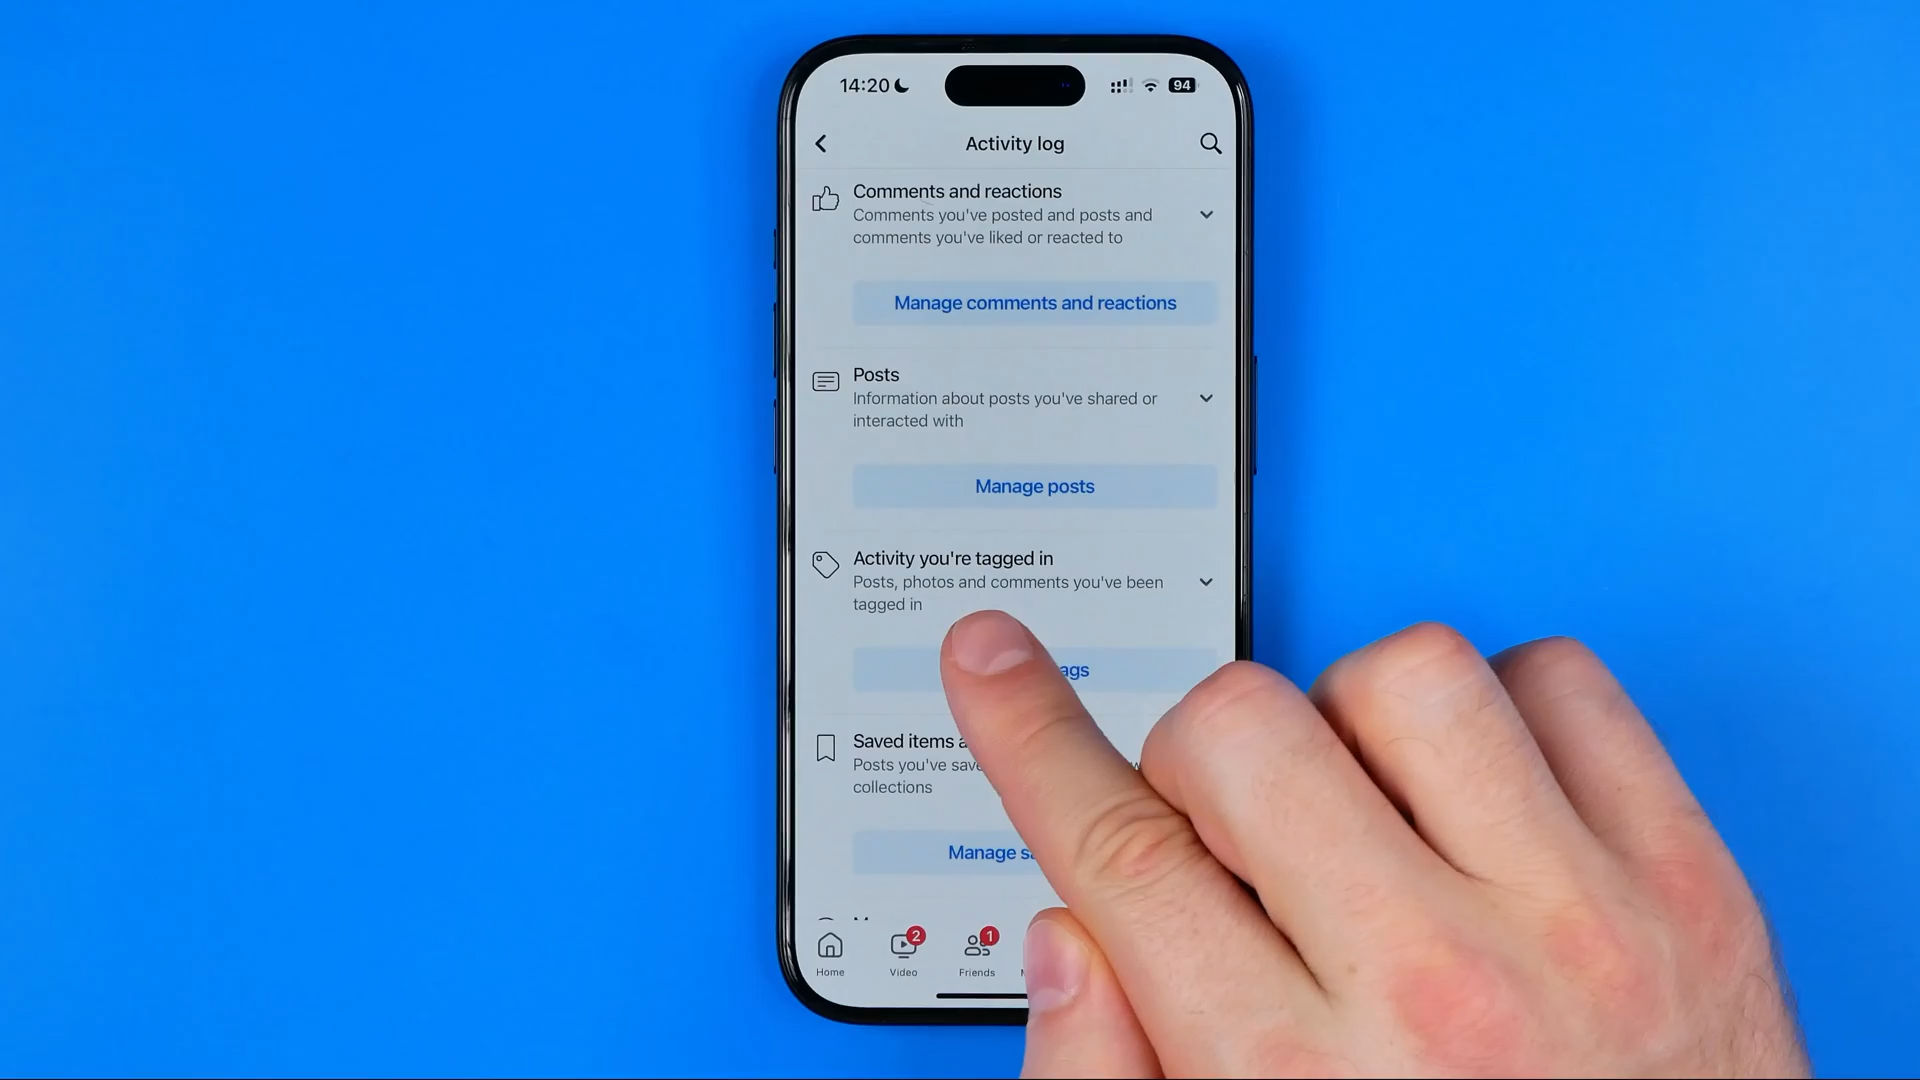 14:20
94
Activity log
Comments and reactions
Comments you've posted and posts and
comments you've liked or reacted to
Manage comments and reactions
Posts
Information about posts you've shared or
interacted with
Manage posts
Activity you're tagged in
Posts, photos and comments you've been
tagged in
Saved items
Posts you've
collections
Manage
2
1
Home
Video
Friends